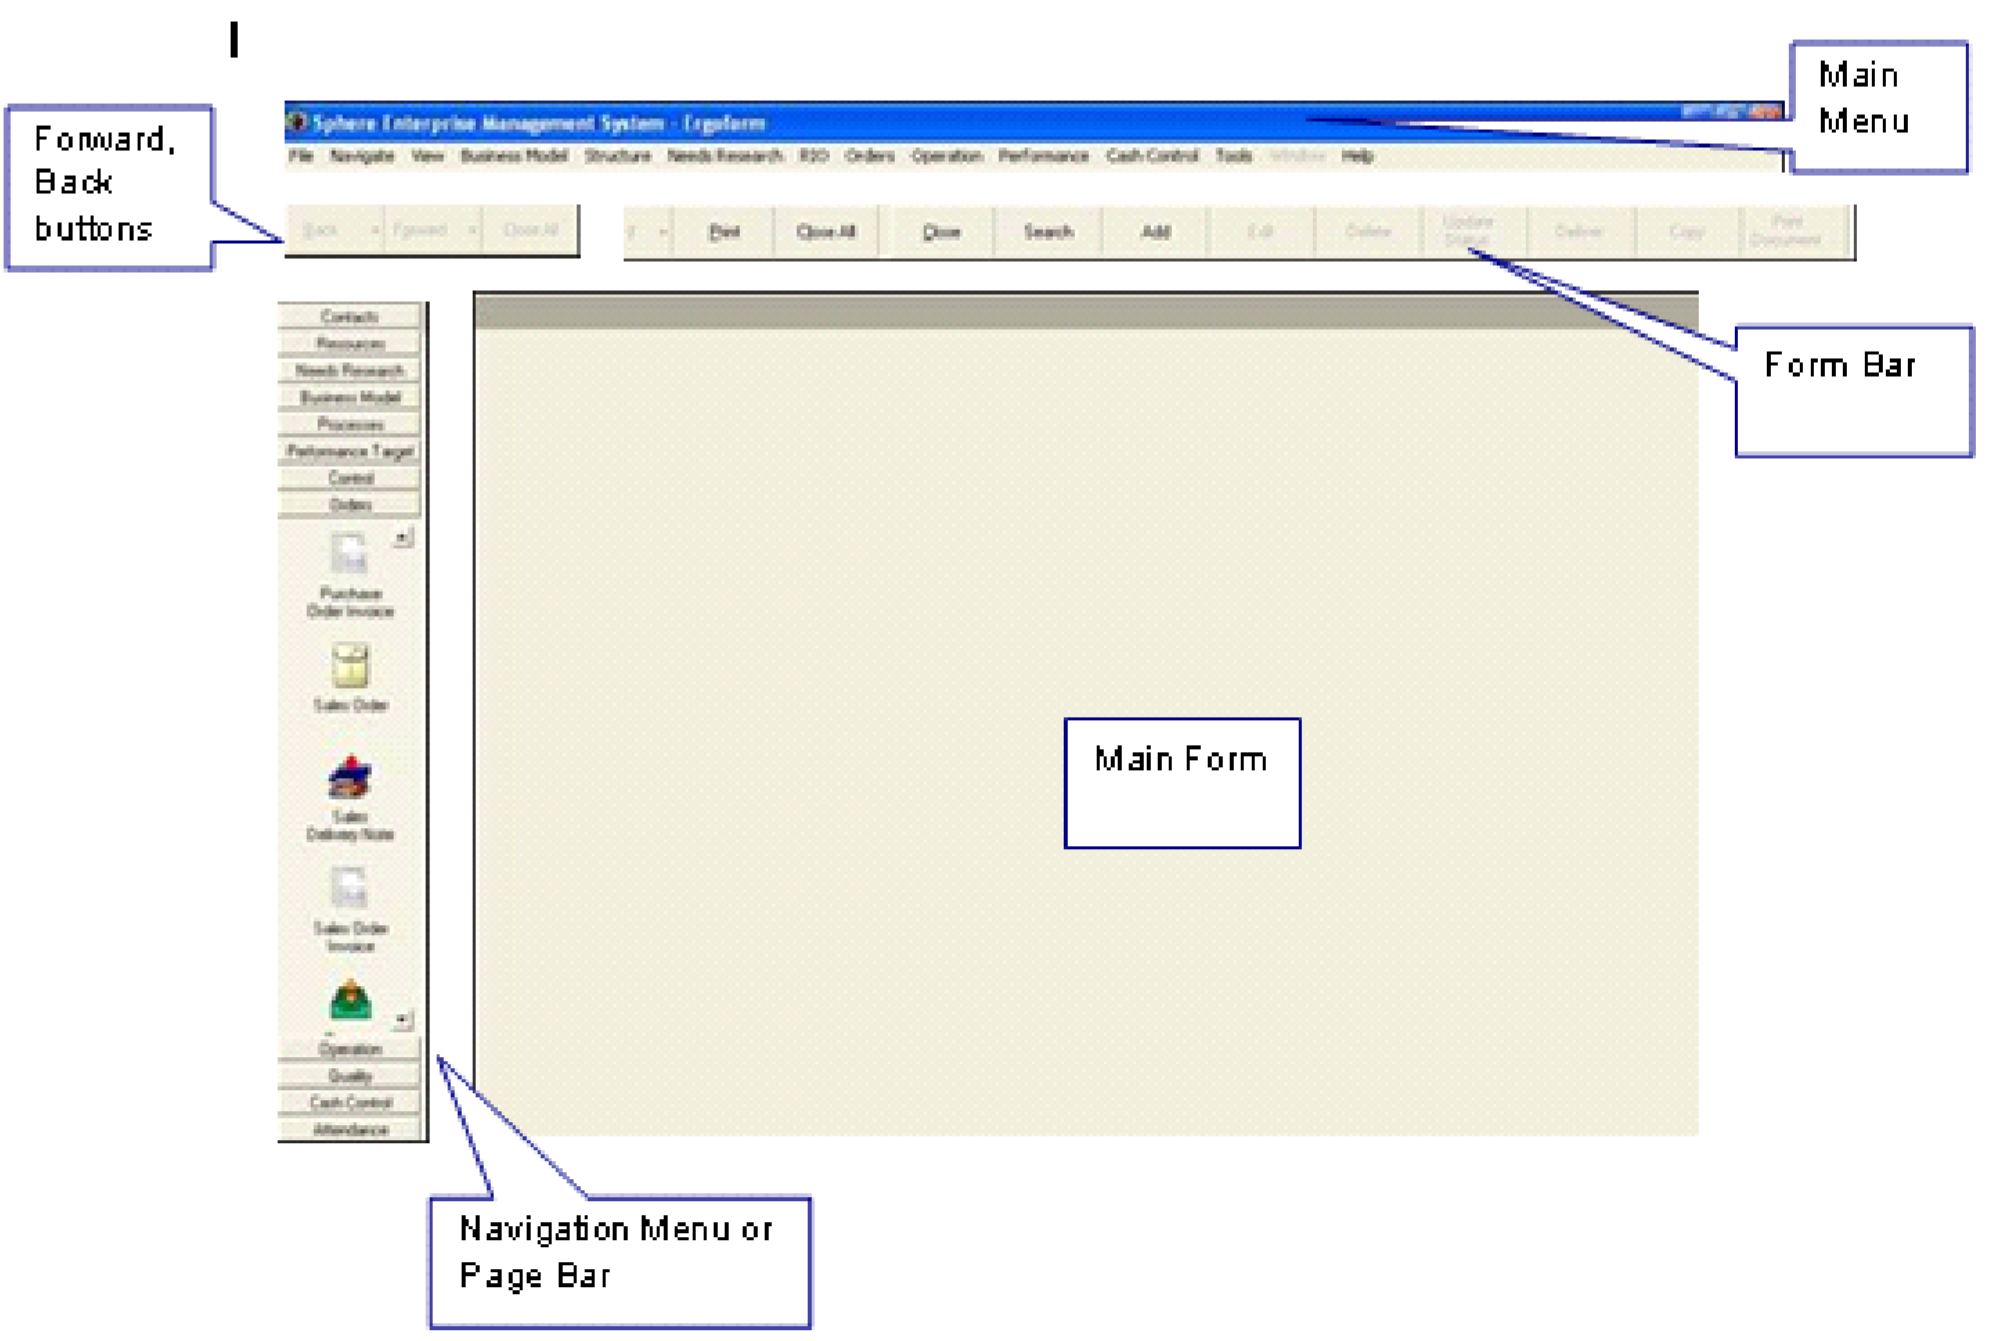 Main
Menu
Forward,
Back
buttons
Sphere Enterprise Management System - Ergoform
File Navigate View Business Model Structure Needs Research RIO Orders Operation Performance Cash Control Tools Window Help
Back Forward Close All
Print Close All Close Search Add Edit Delete Update Status Deliver Copy Print Document
Form Bar
Contacts
Resources
Needs Research
Business Model
Processes
Performance Target
Control
Orders
Purchase
Order Invoice
Sales Order
Sales
Delivery Note
Sales Order
Invoice
Main Form
Operation
Quality
Cash Control
Attendance
Navigation Menu or
Page Bar